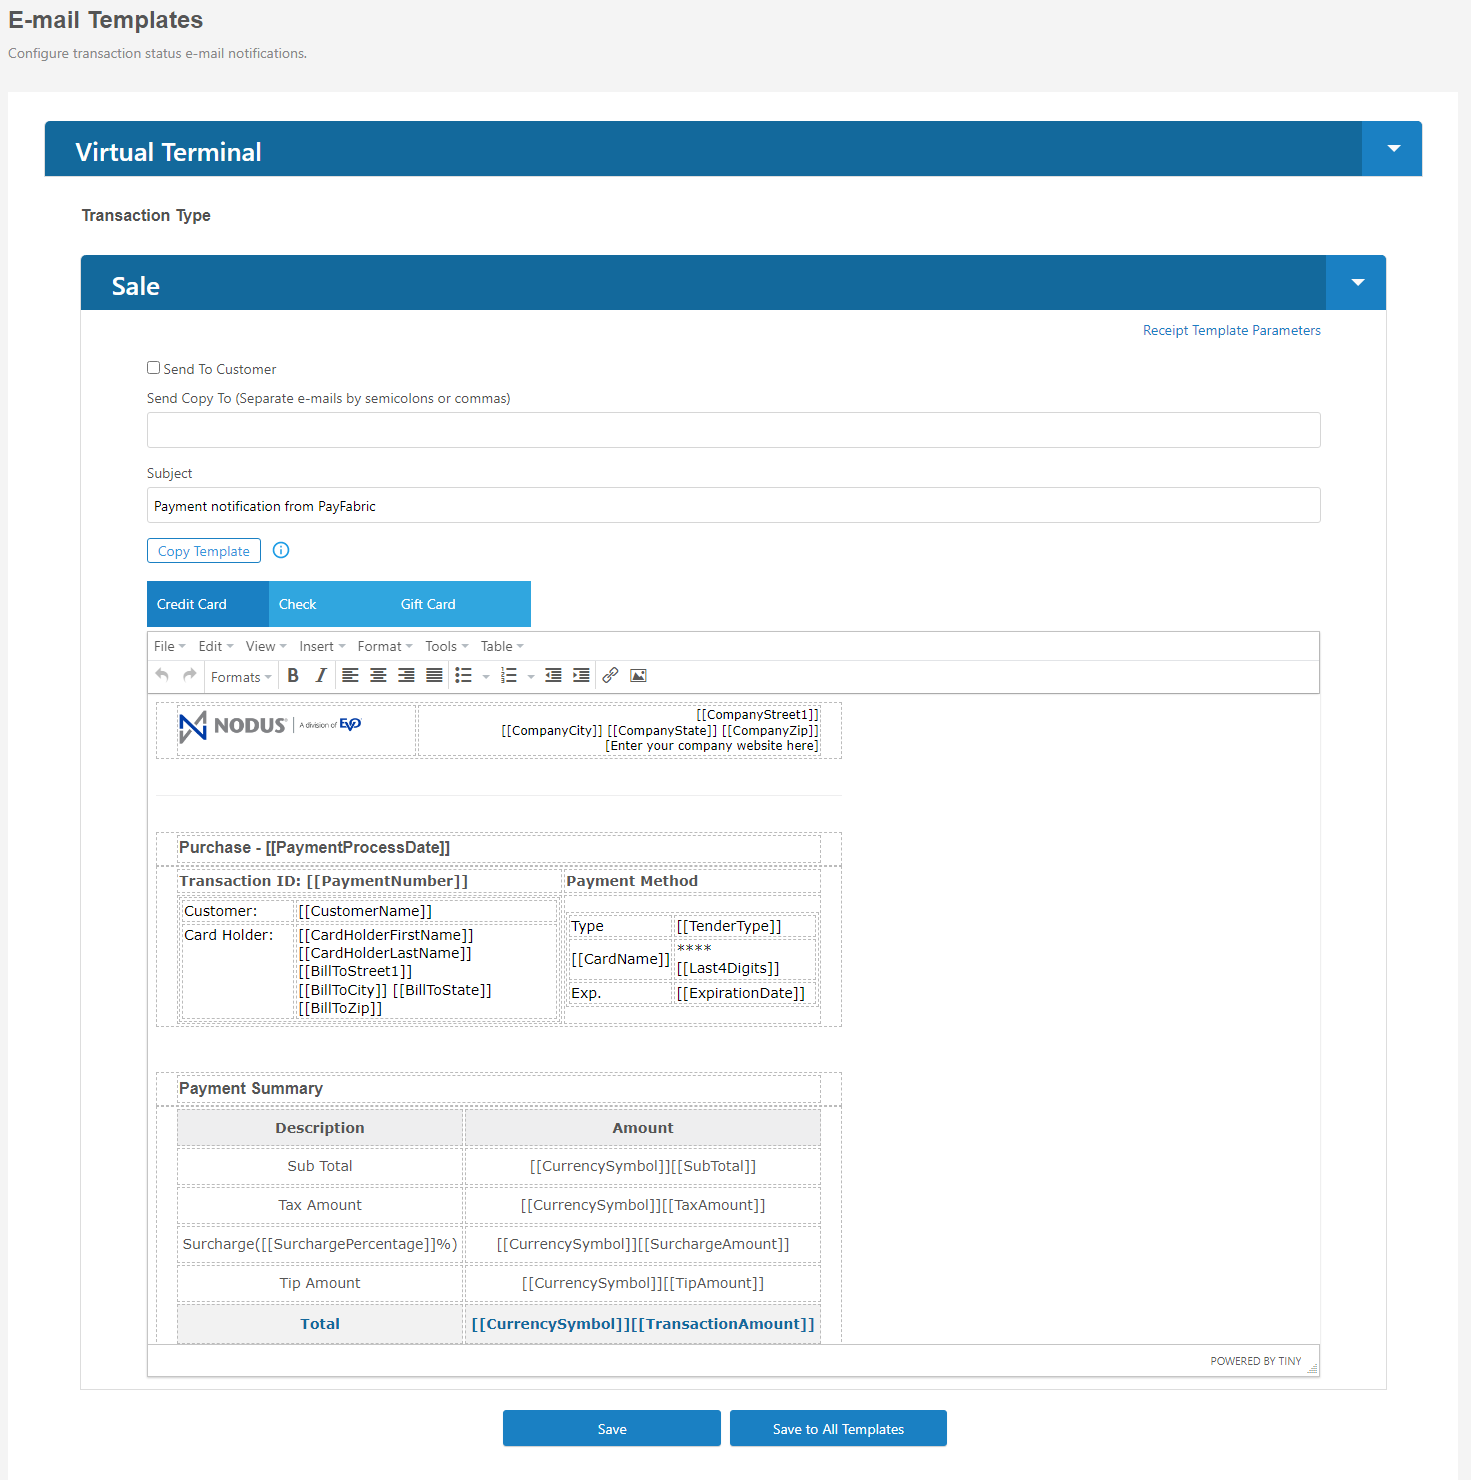 E-mail Templates
Configure transaction status e-mail notifications.
Virtual Terminal
Transaction Type
Sale
Receipt Template Parameters
Send To Customer
Send Copy To (Separate e-mails by semicolons or commas)
Subject
Payment notification from PayFabric
Copy Template
Credit Card Check Gift Card
File Edit View Insert Format Tools Table
Formats B I
NODUS A division of EVO
[[CompanyStreet1]]
[[CompanyCity]] [[CompanyState]] [[CompanyZip]]
[Enter your company website here]
Purchase - [[PaymentProcessDate]]
Transaction ID: [[PaymentNumber]] Payment Method
Customer: [[CustomerName]]
Card Holder: [[CardHolderFirstName]]
[[CardHolderLastName]]
[[BillToStreet1]]
[[BillToCity]] [[BillToState]]
[[BillToZip]]
Type [[TenderType]]
[[CardName]] ****
[[Last4Digits]]
Exp. [[ExpirationDate]]
Payment Summary
Description Amount
Sub Total [[CurrencySymbol]][[SubTotal]]
Tax Amount [[CurrencySymbol]][[TaxAmount]]
Surcharge([[SurchargePercentage]]%) [[CurrencySymbol]][[SurchargeAmount]]
Tip Amount [[CurrencySymbol]][[TipAmount]]
Total [[CurrencySymbol]][[TransactionAmount]]
POWERED BY TINY
Save Save to All Templates